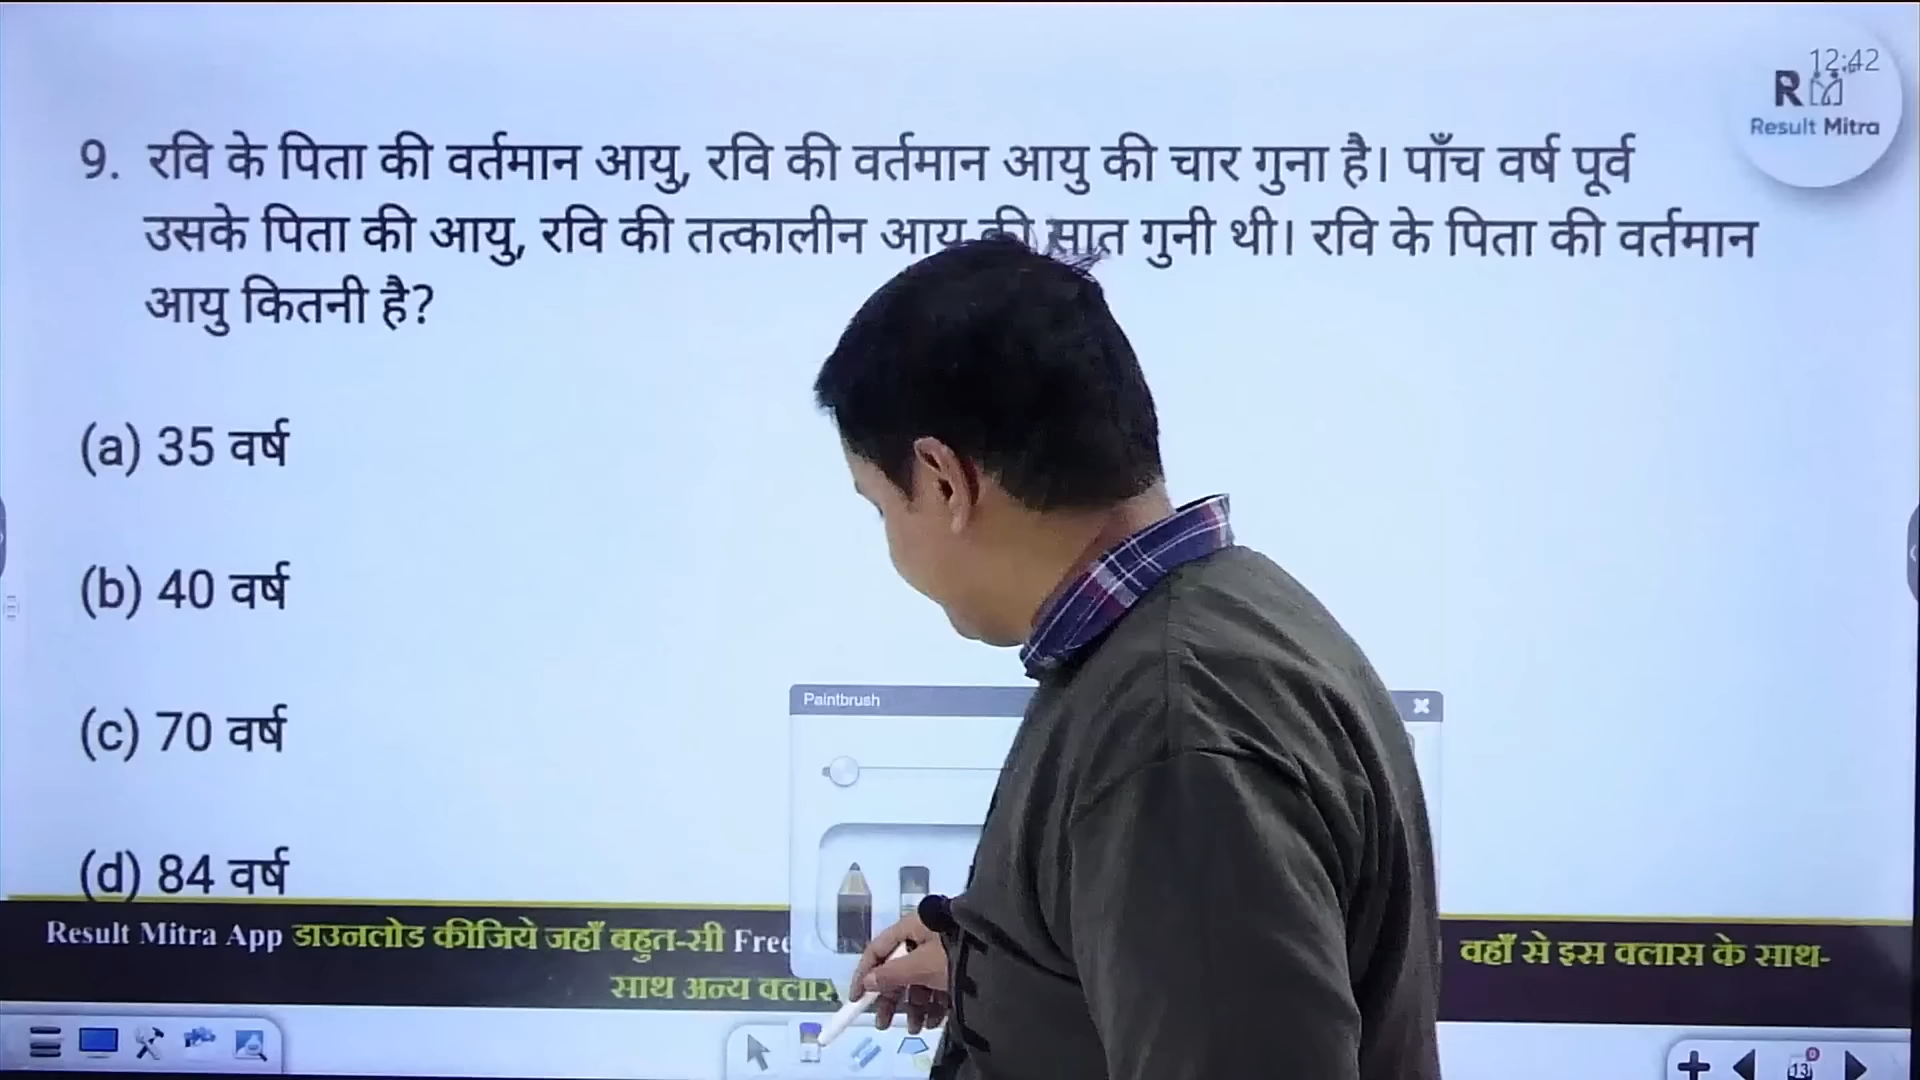 12:42
R
Result Mitra
9. रवि के पिता की वर्तमान आयु, रवि की वर्तमान आयु की चार गुना है। पाँच वर्ष पूर्व
उसके पिता की आयु, रवि की तत्कालीन आयु की सात गुनी थी। रवि के पिता की वर्तमान
आयु कितनी है?
(a) 35 वर्ष
(b) 40 वर्ष
(c) 70 वर्ष
(d) 84 वर्ष
Paintbrush
Result Mitra App डाउनलोड कीजिये जहाँ बहुत-सी Free वहाँ से इस क्लास के साथ-
साथ अन्य
13